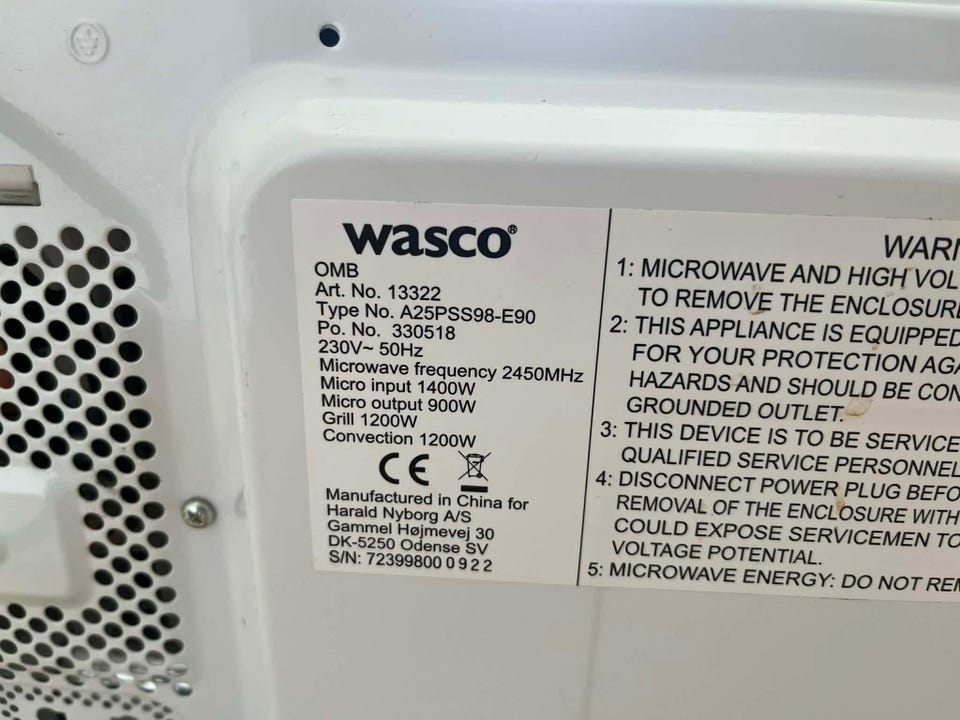 wasco®
OMB
Art. No. 13322
Type No. A25PSS98-E90
Po. No. 330518
230V~ 50Hz
Microwave frequency 2450MHz
Micro input 1400W
Micro output 900W
Grill 1200W
Convection 1200W
CE
Manufactured in China for
Harald Nyborg A/S
Gammel Højmevej 30
DK-5250 Odense SV
S/N: 723998000922
WARN
1: MICROWAVE AND HIGH VOL
TO REMOVE THE ENCLOSURE
2: THIS APPLIANCE IS EQUIPPED
FOR YOUR PROTECTION AGA
HAZARDS AND SHOULD BE CON
GROUNDED OUTLET.
3: THIS DEVICE IS TO BE SERVICE
QUALIFIED SERVICE PERSONNEL
4: DISCONNECT POWER PLUG BEFO
REMOVAL OF THE ENCLOSURE WITH
COULD EXPOSE SERVICEMEN TO
VOLTAGE POTENTIAL.
5: MICROWAVE ENERGY: DO NOT REM